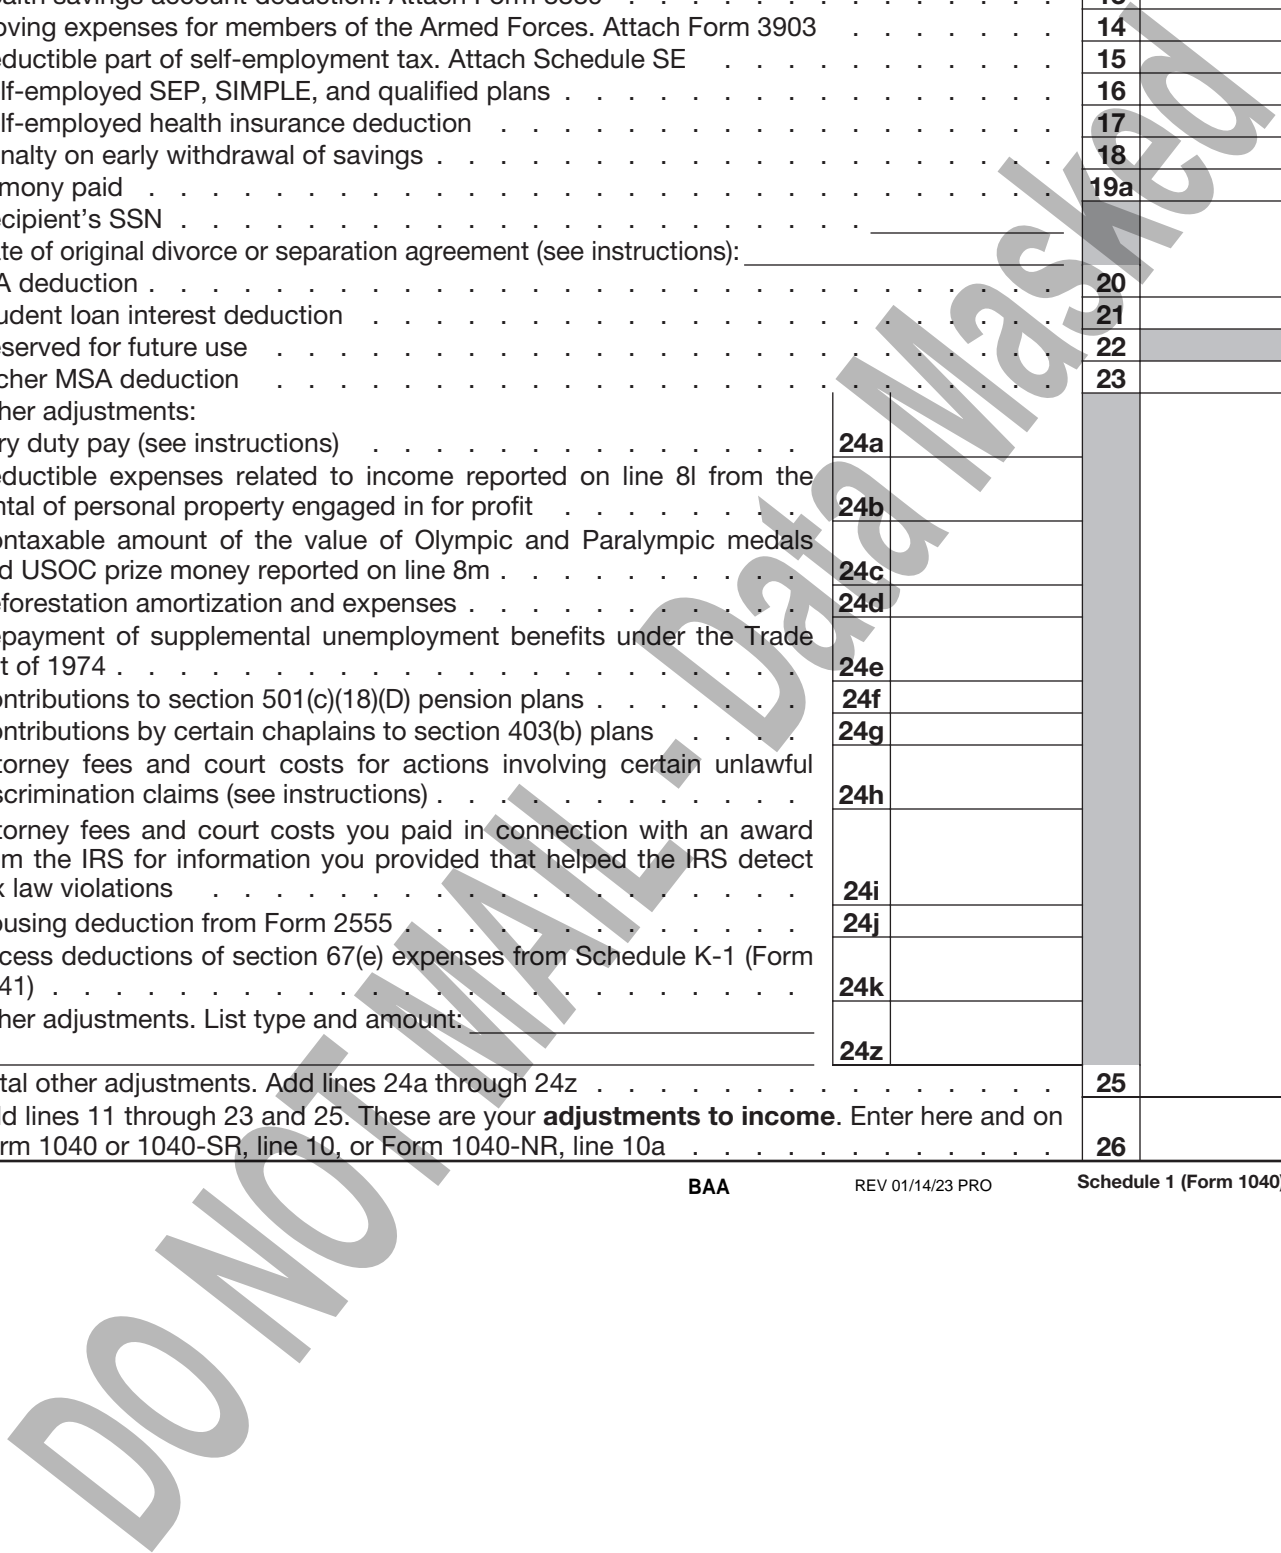 alth savings account deduction. Attach Form 8889 . . . . . . . . . . . . . . 13
oving expenses for members of the Armed Forces. Attach Form 3903 . . . . . . . 14
eductible part of self-employment tax. Attach Schedule SE . . . . . . . . . . . 15
lf-employed SEP, SIMPLE, and qualified plans . . . . . . . . . . . . . . . . 16
lf-employed health insurance deduction . . . . . . . . . . . . . . . . . . 17
nalty on early withdrawal of savings . . . . . . . . . . . . . . . . . . . . 18
mony paid . . . . . . . . . . . . . . . . . . . . . . . . . . . . . 19a
ecipient's SSN . . . . . . . . . . . . . . . . . . . . . .
te of original divorce or separation agreement (see instructions):
A deduction . . . . . . . . . . . . . . . . . . . . . . . . . . . . . 20
udent loan interest deduction . . . . . . . . . . . . . . . . . . . . . . 21
eserved for future use . . . . . . . . . . . . . . . . . . . . . . . . . 22
cher MSA deduction . . . . . . . . . . . . . . . . . . . . . . . . . 23
her adjustments:
ry duty pay (see instructions) . . . . . . . . . . . . . . 24a
eductible expenses related to income reported on line 8l from the
ntal of personal property engaged in for profit . . . . . . . . 24b
ontaxable amount of the value of Olympic and Paralympic medals
d USOC prize money reported on line 8m . . . . . . . . . . 24c
eforestation amortization and expenses . . . . . . . . . . . 24d
epayment of supplemental unemployment benefits under the Trade
t of 1974 . . . . . . . . . . . . . . . . . . . . . . 24e
ontributions to section 501(c)(18)(D) pension plans . . . . . . . 24f
ontributions by certain chaplains to section 403(b) plans . . . . 24g
torney fees and court costs for actions involving certain unlawful
scrimination claims (see instructions) . . . . . . . . . . . . 24h
torney fees and court costs you paid in connection with an award
m the IRS for information you provided that helped the IRS detect
x law violations . . . . . . . . . . . . . . . . . . . 24i
ousing deduction from Form 2555 . . . . . . . . . . . . . 24j
cess deductions of section 67(e) expenses from Schedule K-1 (Form
41) . . . . . . . . . . . . . . . . . . . . . . . . 24k
her adjustments. List type and amount:
24z
tal other adjustments. Add lines 24a through 24z . . . . . . . . . . . . . . . 25
d lines 11 through 23 and 25. These are your adjustments to income. Enter here and on
rm 1040 or 1040-SR, line 10, or Form 1040-NR, line 10a . . . . . . . . . . . . 26
BAA REV 01/14/23 PRO Schedule 1 (Form 1040)
DO NOT MAIL - Data Masked